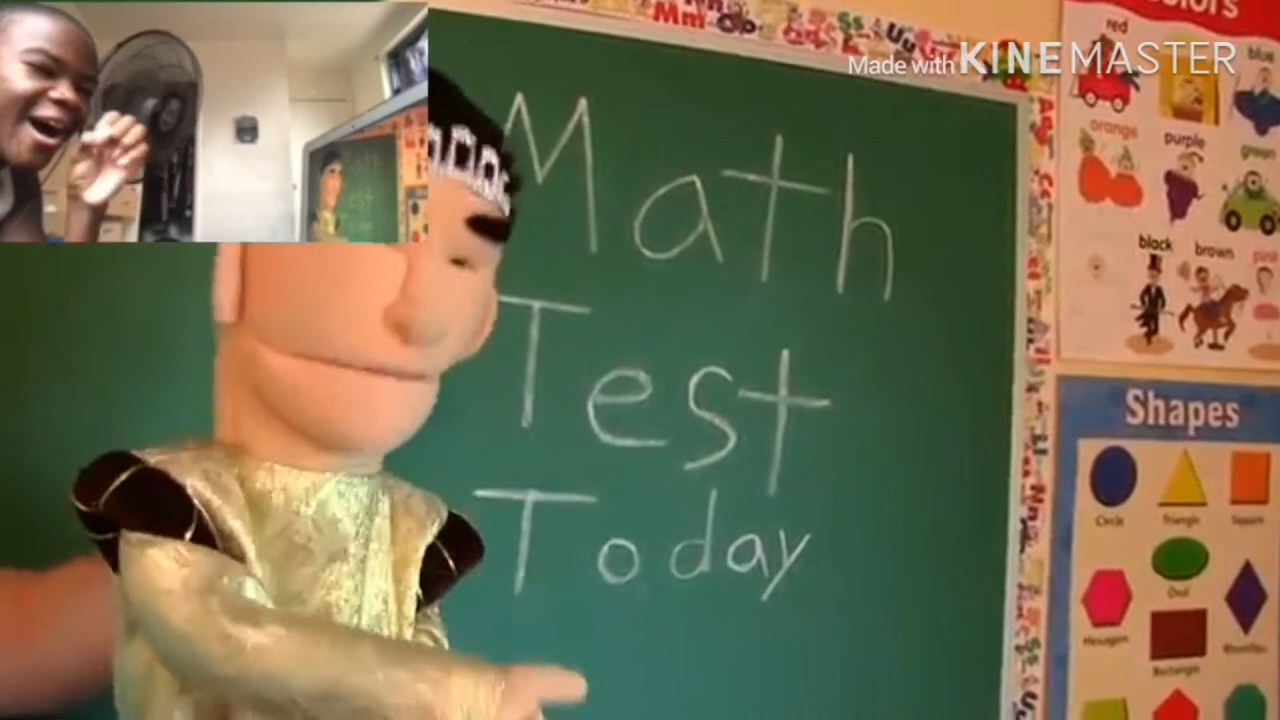 Made with KINEMASTER
Math
Test
Today
red
blue
orange
purple
green
black
brown
pink
Shapes
Circle
Triangle
Square
Oval
Hexagon
Rectangle
Rhombus